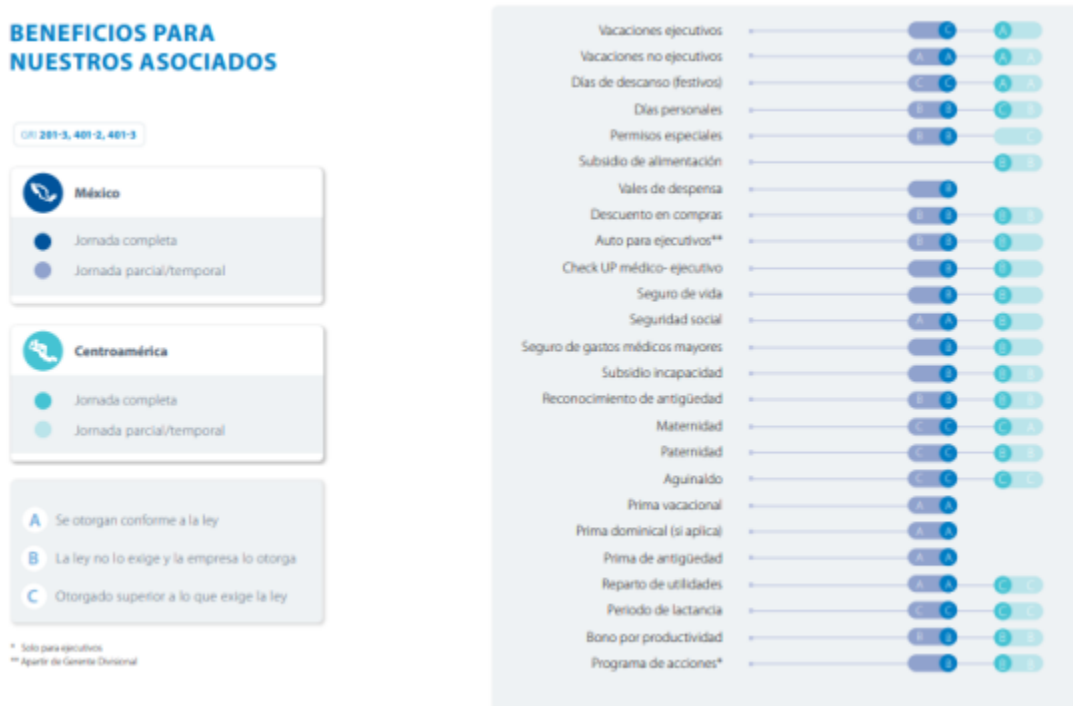 BENEFICIOS PARA
NUESTROS ASOCIADOS
GRI 201-3, 401-2, 401-3
México
Jornada completa
Jornada parcial/temporal
Centroamérica
Jornada completa
Jornada parcial/temporal
A Se otorgan conforme a la ley
B La ley no lo exige y la empresa lo otorga
C Otorgado superior a lo que exige la ley
* Solo para ejecutivos
** Apartir de Gerente Divisional
Vacaciones ejecutivos C A
Vacaciones no ejecutivos A A A A
Días de descanso (festivos) C C A A
Días personales B B C B
Permisos especiales B B C
Subsidio de alimentación B B
Vales de despensa B
Descuento en compras B B B B
Auto para ejecutivos** B B B
Check UP médico- ejecutivo B B
Seguro de vida B B
Seguridad social A A B
Seguro de gastos médicos mayores B B
Subsidio incapacidad B B B
Reconocimiento de antigüedad B B B B
Maternidad C C C A
Paternidad C C B B
Aguinaldo C C C C
Prima vacacional A A
Prima dominical (si aplica) A A
Prima de antigüedad A A
Reparto de utilidades A A C C
Periodo de lactancia C C C C
Bono por productividad B B B B
Programa de acciones* B B B